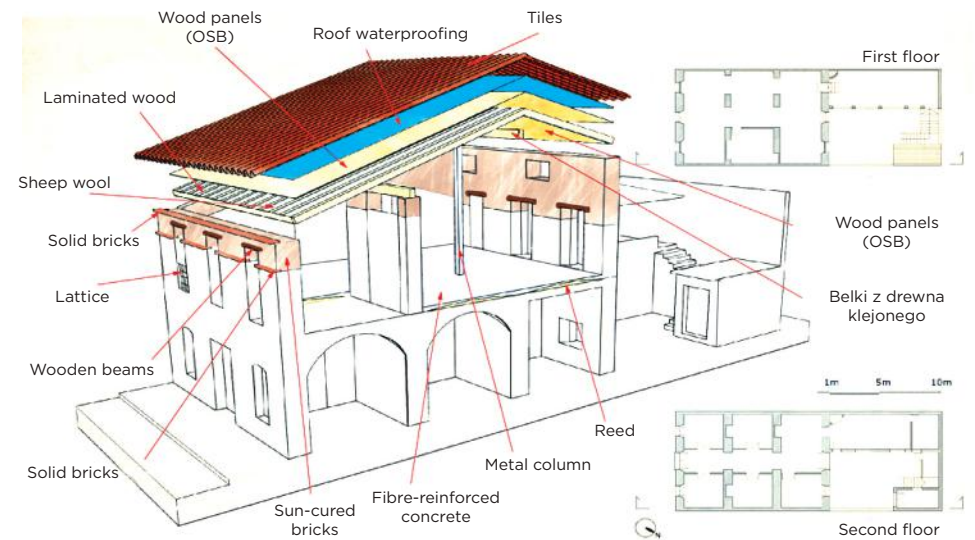 Wood panels
(OSB)
Roof waterproofing
Tiles
First floor
Laminated wood
Sheep wool
Solid bricks
Lattice
Wood panels
(OSB)
Belki z drewna
klejonego
Wooden beams
1m 5m 10m
Reed
Solid bricks
Metal column
Sun-cured
bricks
Fibre-reinforced
concrete
N
Second floor